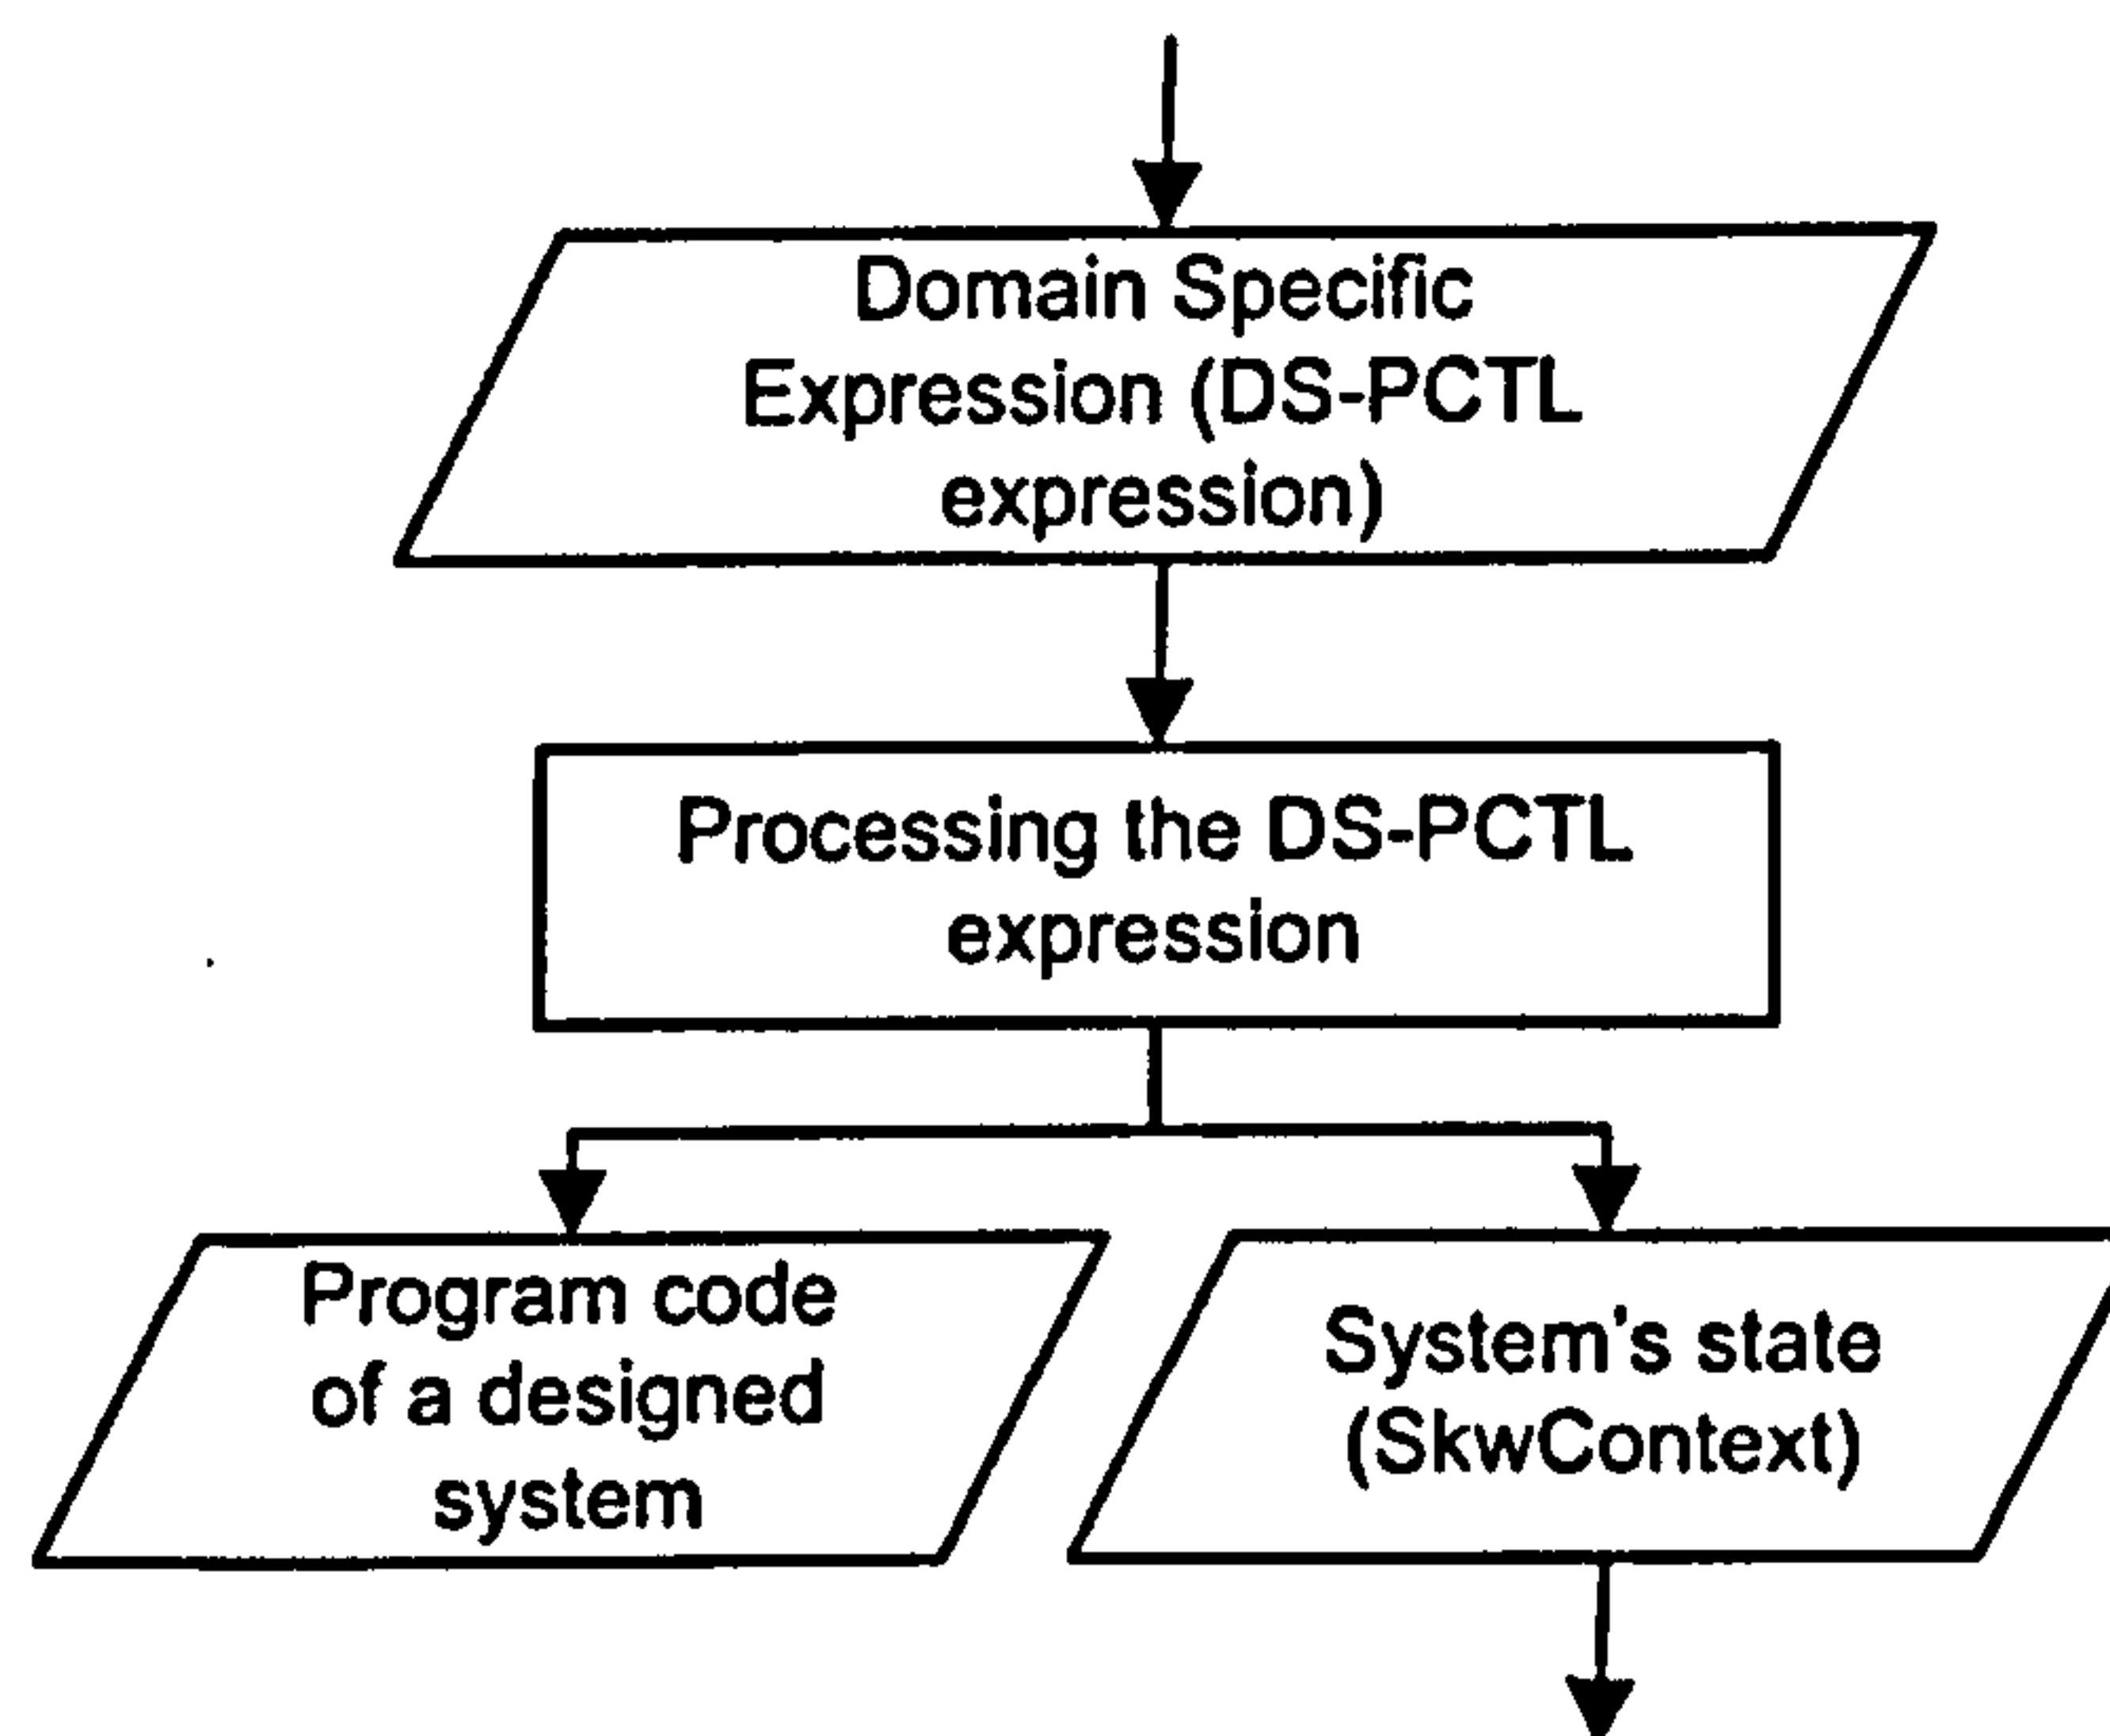 Domain Specific
Expression (DS-PCTL
expression)
Processing the DS-PCTL
expression
Program code
of a designed
system
System's state
(SkwContext)